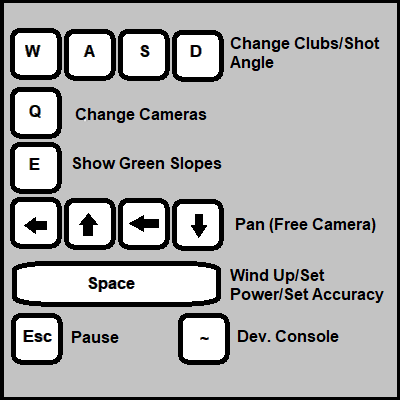 W A S D Change Clubs/Shot
Angle
Q Change Cameras
E Show Green Slopes
Pan (Free Camera)
Space Wind Up/Set
Power/Set Accuracy
Esc Pause ~ Dev. Console